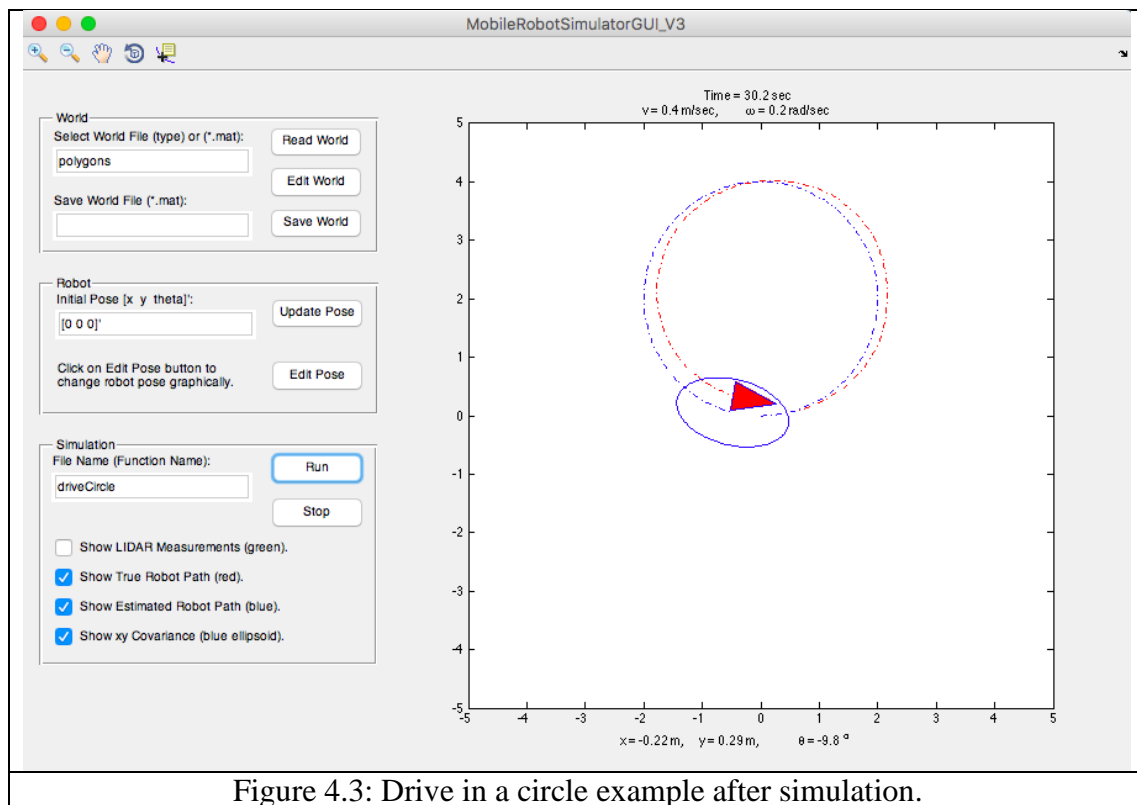 MobileRobotSimulatorGUI_V3
World
Select World File (type) or (*.mat):
polygons
Read World
Edit World
Save World File (*.mat):
Save World
Robot
Initial Pose [x y theta]':
[0 0 0]'
Update Pose
Click on Edit Pose button to
change robot pose graphically.
Edit Pose
Simulation
File Name (Function Name):
driveCircle
Run
Stop
Show LIDAR Measurements (green).
Show True Robot Path (red).
Show Estimated Robot Path (blue).
Show xy Covariance (blue ellipsoid).
Time = 30.2 sec
v = 0.4 m/sec, ω = 0.2 rad/sec
5
4
3
2
1
0
-1
-2
-3
-4
-5
-5 -4 -3 -2 -1 0 1 2 3 4 5
x=-0.22 m, y=0.29 m, θ=-9.8 °
Figure 4.3: Drive in a circle example after simulation.